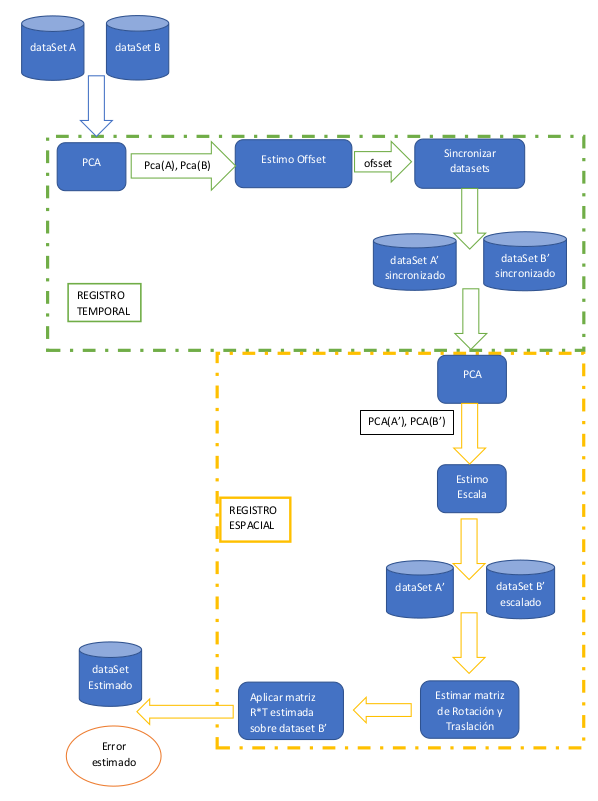 dataSet A
dataSet B
PCA
Pca(A), Pca(B)
Estimo Offset
ofsset
Sincronizar
datasets
dataSet A’
sincronizado
dataSet B’
sincronizado
REGISTRO
TEMPORAL
PCA
PCA(A’), PCA(B’)
Estimo
Escala
REGISTRO
ESPACIAL
dataSet A’
dataSet B’
escalado
Estimar matriz
de Rotación y
Traslación
Aplicar matriz
R*T estimada
sobre dataset B’
dataSet
Estimado
Error
estimado